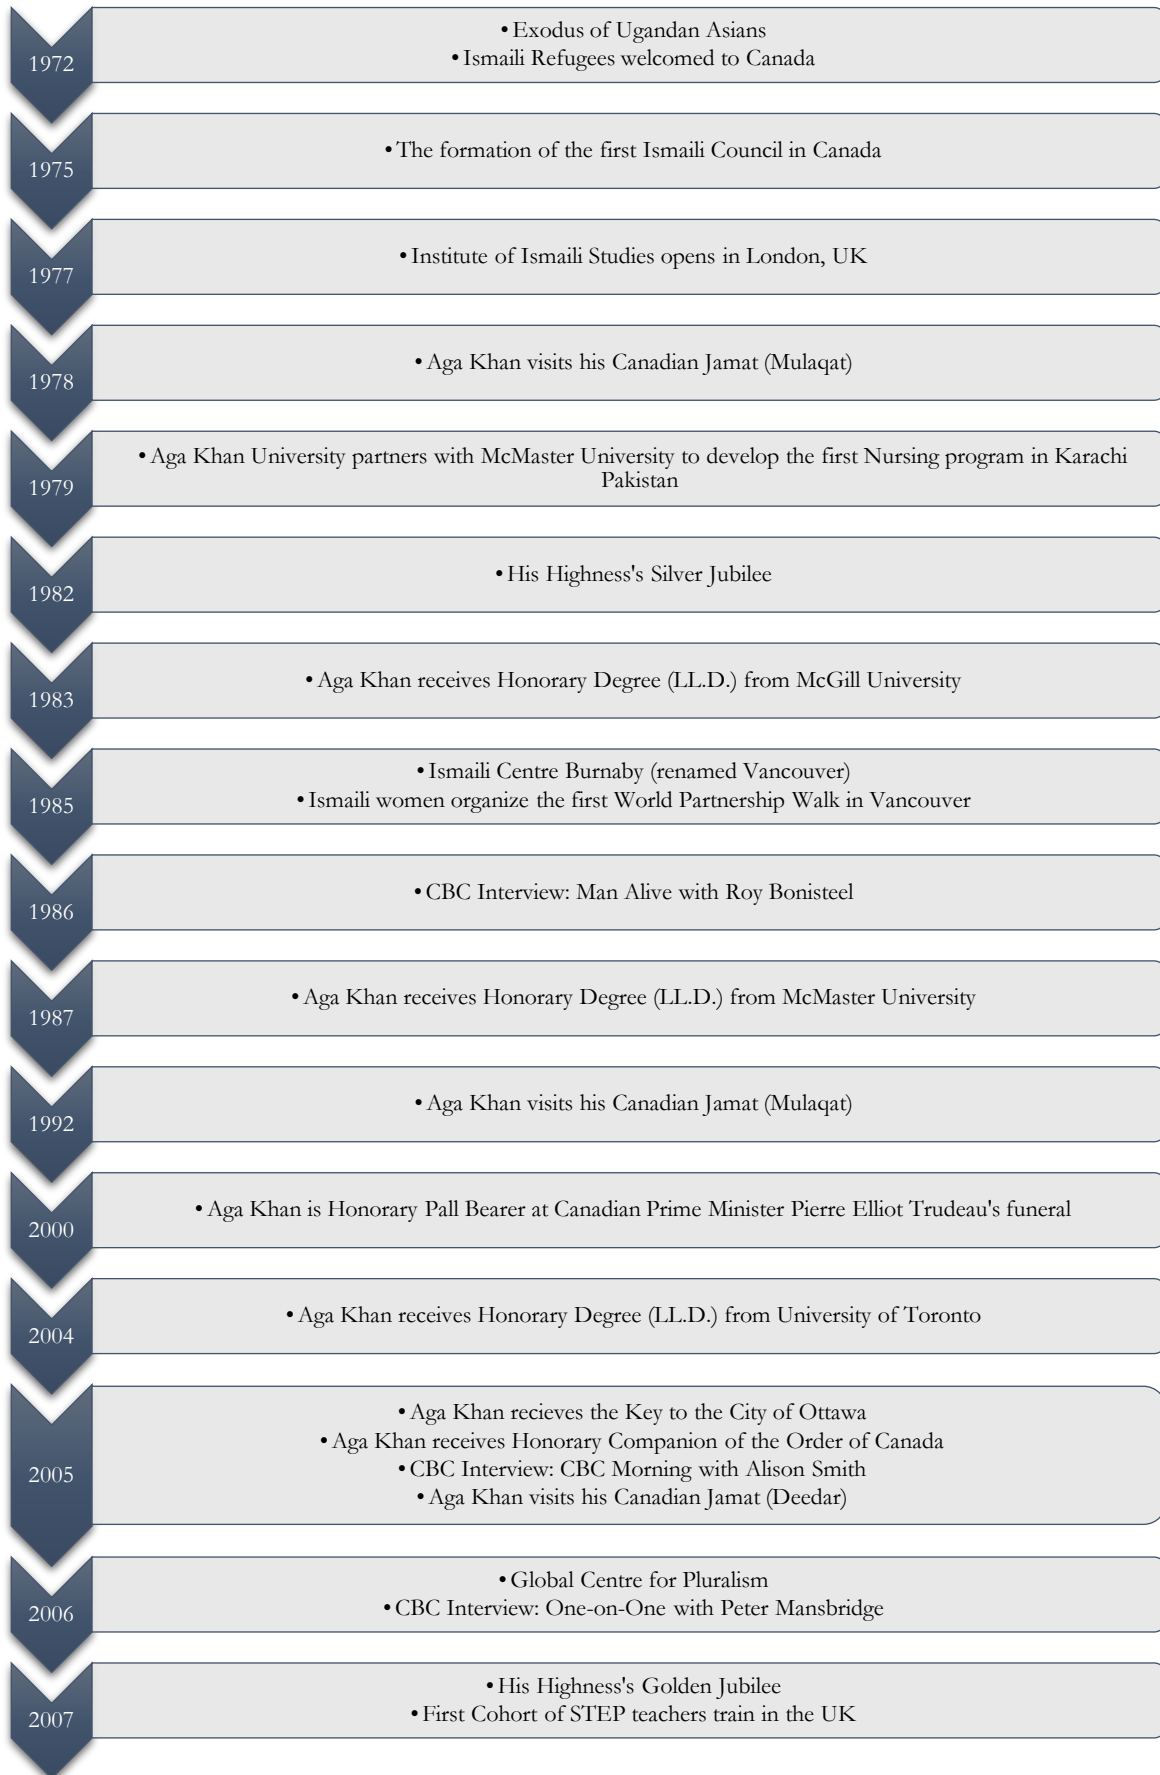 1972
• Exodus of Ugandan Asians
• Ismaili Refugees welcomed to Canada
1975
• The formation of the first Ismaili Council in Canada
1977
• Institute of Ismaili Studies opens in London, UK
1978
• Aga Khan visits his Canadian Jamat (Mulaqat)
1979
• Aga Khan University partners with McMaster University to develop the first Nursing program in Karachi
Pakistan
1982
• His Highness's Silver Jubilee
1983
• Aga Khan receives Honorary Degree (LL.D.) from McGill University
1985
• Ismaili Centre Burnaby (renamed Vancouver)
• Ismaili women organize the first World Partnership Walk in Vancouver
1986
• CBC Interview: Man Alive with Roy Bonisteel
1987
• Aga Khan receives Honorary Degree (LL.D.) from McMaster University
1992
• Aga Khan visits his Canadian Jamat (Mulaqat)
2000
• Aga Khan is Honorary Pall Bearer at Canadian Prime Minister Pierre Elliot Trudeau's funeral
2004
• Aga Khan receives Honorary Degree (LL.D.) from University of Toronto
2005
• Aga Khan recieves the Key to the City of Ottawa
• Aga Khan receives Honorary Companion of the Order of Canada
• CBC Interview: CBC Morning with Alison Smith
• Aga Khan visits his Canadian Jamat (Deedar)
2006
• Global Centre for Pluralism
• CBC Interview: One-on-One with Peter Mansbridge
2007
• His Highness's Golden Jubilee
• First Cohort of STEP teachers train in the UK